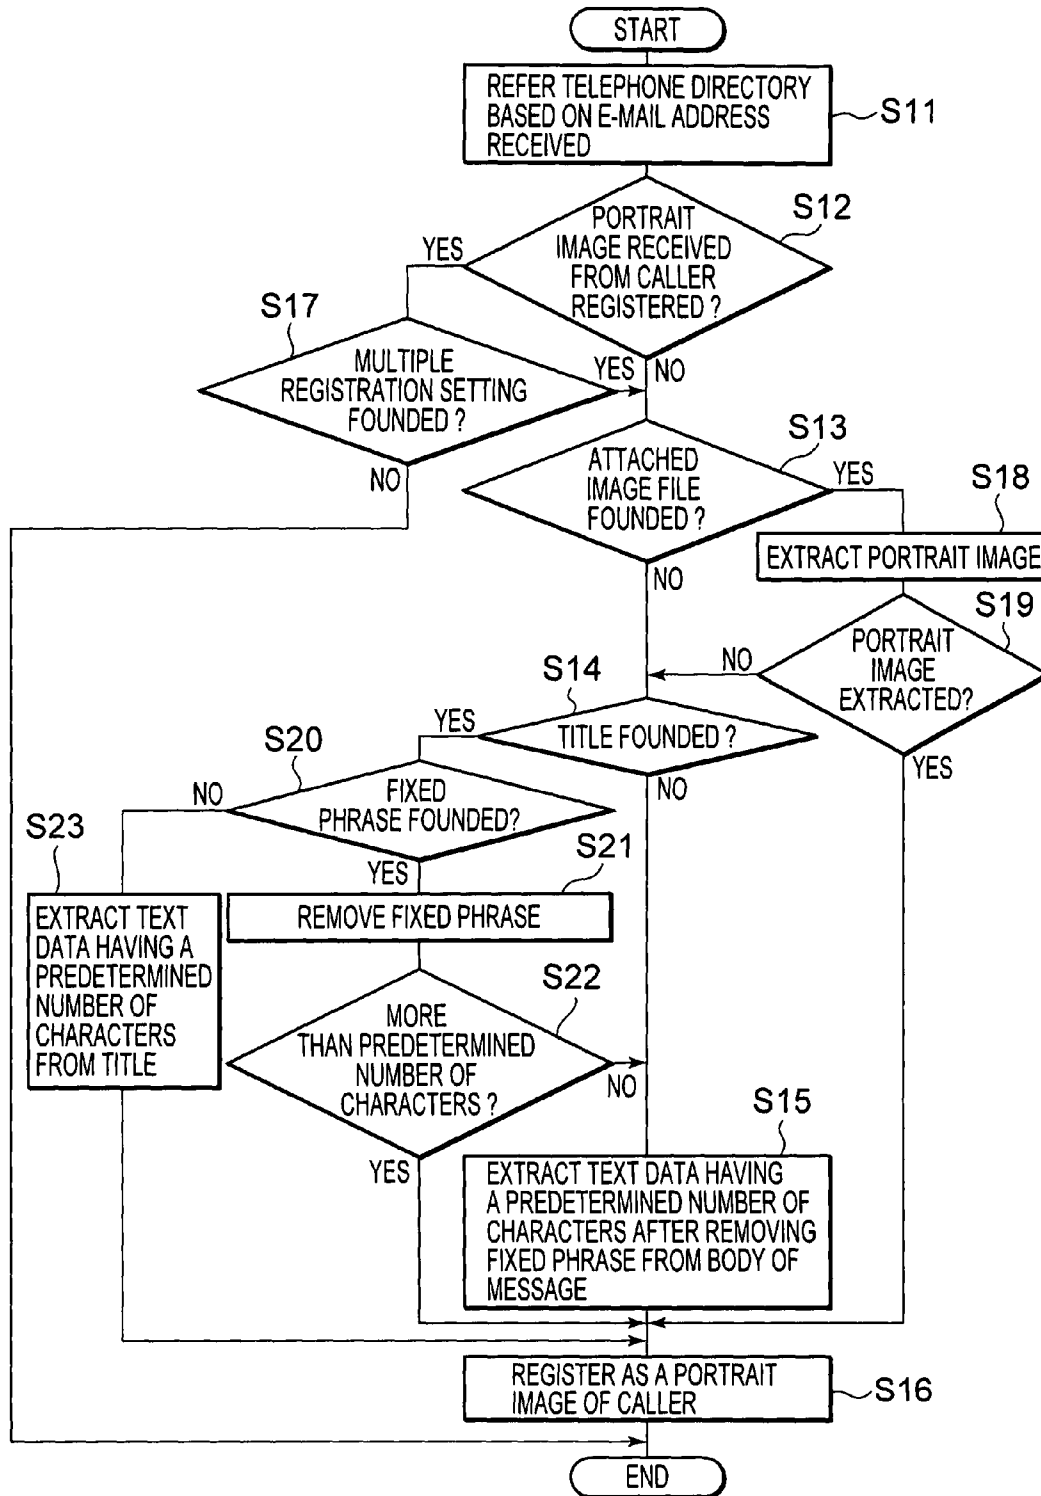 START
REFER TELEPHONE DIRECTORY
BASED ON E-MAIL ADDRESS
RECEIVED
S11
PORTRAIT
IMAGE RECEIVED
FROM CALLER
REGISTERED ?
S12
YES
NO
S17
MULTIPLE
REGISTRATION SETTING
FOUNDED ?
YES
NO
S13
ATTACHED
IMAGE FILE
FOUNDED ?
YES
NO
S18
EXTRACT PORTRAIT IMAGE
S19
PORTRAIT
IMAGE
EXTRACTED?
NO
YES
S14
TITLE FOUNDED ?
YES
NO
S20
FIXED
PHRASE FOUNDED?
NO
YES
S23
EXTRACT TEXT
DATA HAVING A
PREDETERMINED
NUMBER OF
CHARACTERS
FROM TITLE
S21
REMOVE FIXED PHRASE
S22
MORE
THAN PREDETERMINED
NUMBER OF
CHARACTERS ?
NO
YES
S15
EXTRACT TEXT DATA HAVING
A PREDETERMINED NUMBER OF
CHARACTERS AFTER REMOVING
FIXED PHRASE FROM BODY OF
MESSAGE
REGISTER AS A PORTRAIT
IMAGE OF CALLER
S16
END